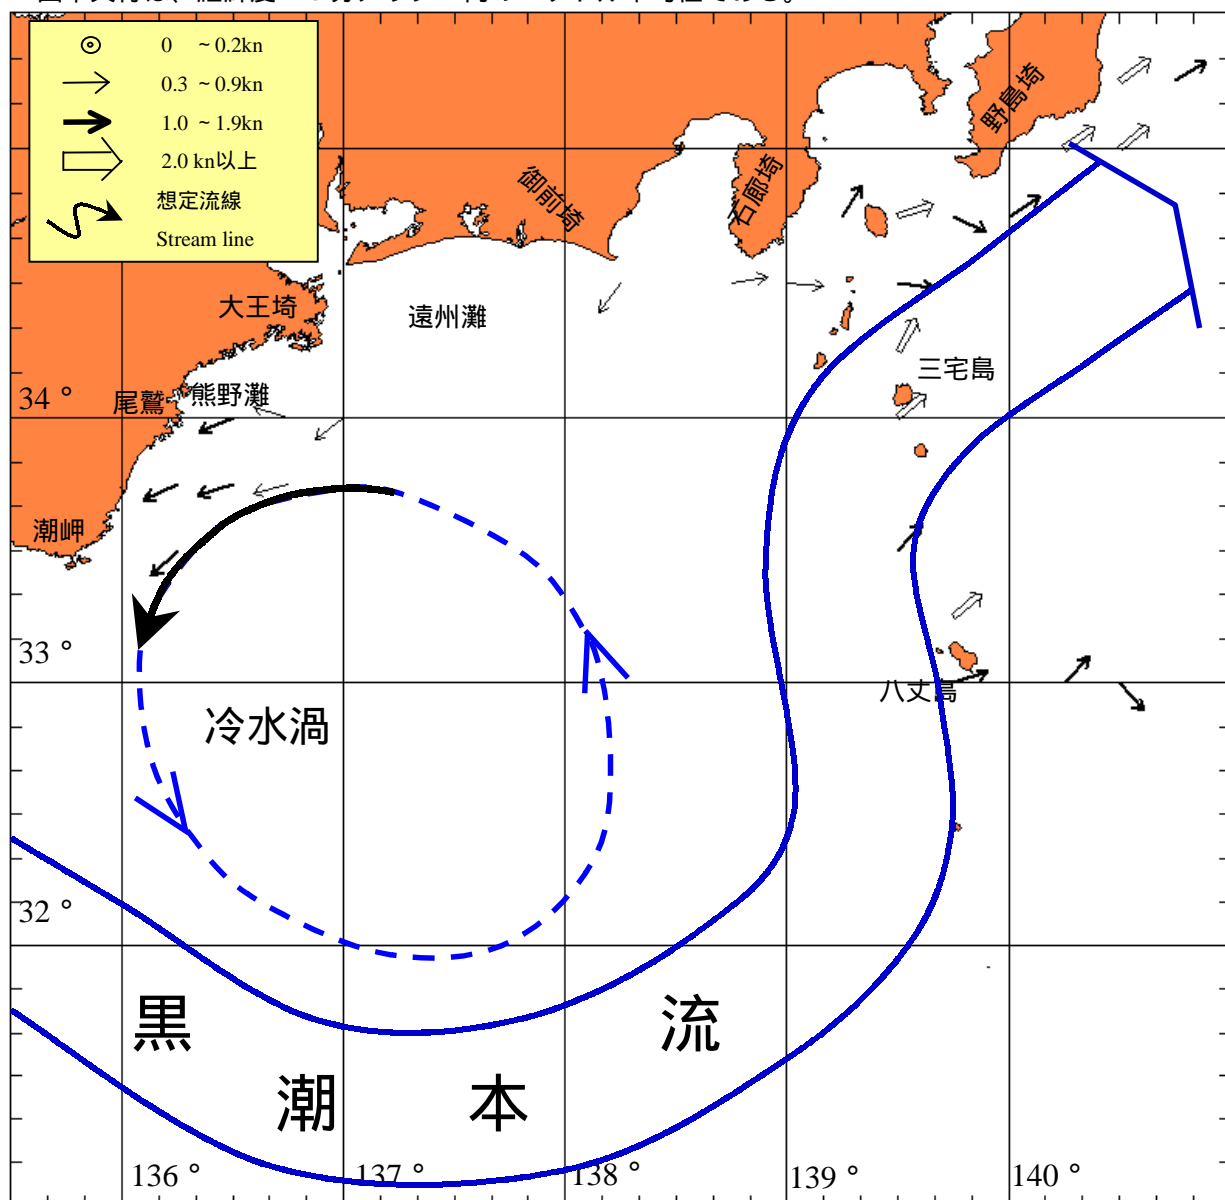 0 ~ 0.2kn
0.3 ~ 0.9kn
1.0 ~ 1.9kn
2.0 kn以上
想定流線
Stream line
野島埼
石廊埼
御前埼
大王埼
遠州灘
三宅島
34 °
尾鷲
熊野灘
潮岬
33 °
八丈島
冷水渦
32 °
黒
潮
本
流
136 °
137 °
138 °
139 °
140 °